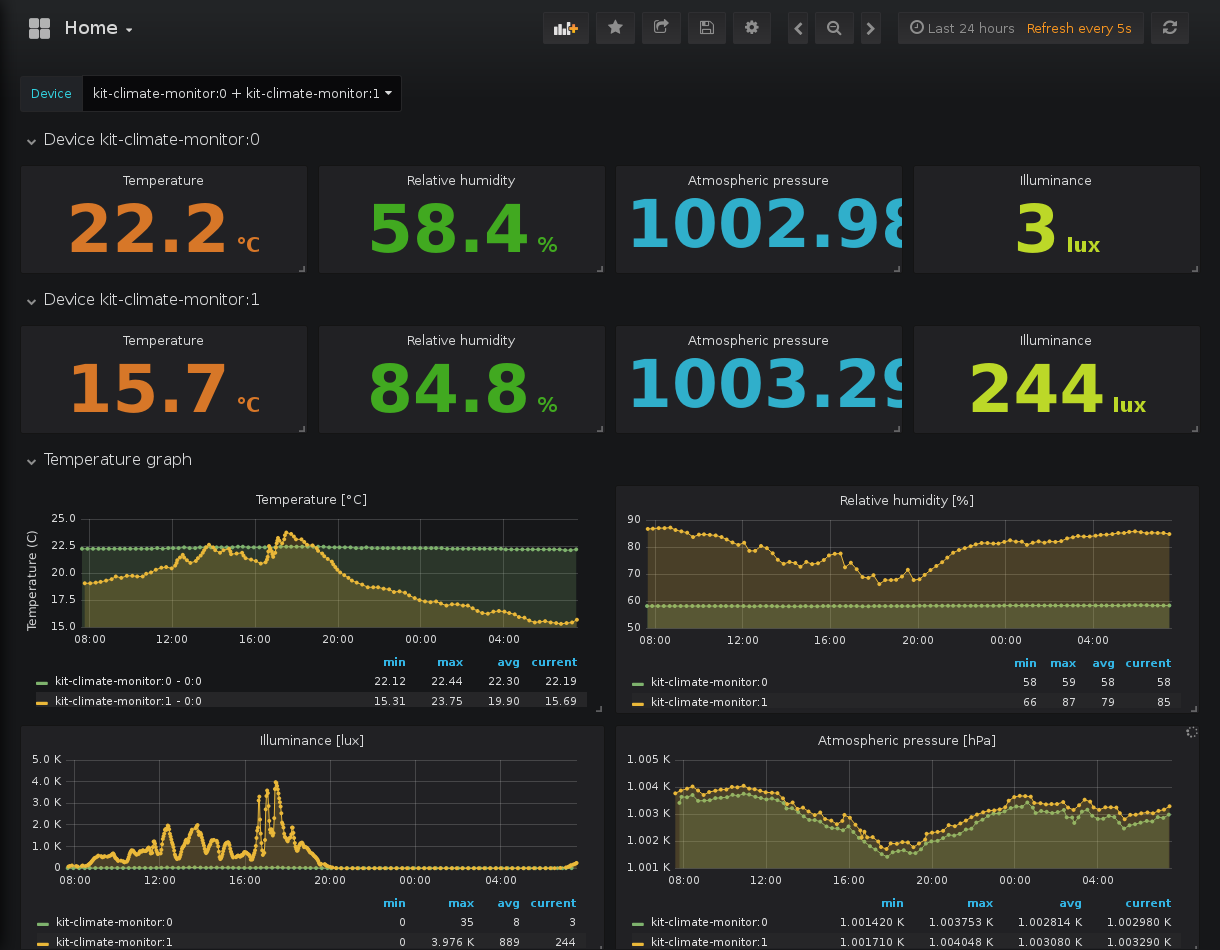 Home
Last 24 hours Refresh every 5s
Device kit-climate-monitor:0 + kit-climate-monitor:1
Device kit-climate-monitor:0
Temperature Relative humidity Atmospheric pressure Illuminance
22.2 °C 58.4 % 1002.98 3 lux
Device kit-climate-monitor:1
Temperature Relative humidity Atmospheric pressure Illuminance
15.7 °C 84.8 % 1003.29 244 lux
Temperature graph
Temperature [°C]
Temperature (C)
25.0
22.5
20.0
17.5
15.0
08:00 12:00 16:00 20:00 00:00 04:00
min max avg current
kit-climate-monitor:0 - 0:0 22.12 22.44 22.30 22.19
kit-climate-monitor:1 - 0:0 15.31 23.75 19.90 15.69
Relative humidity [%]
90
80
70
60
50
08:00 12:00 16:00 20:00 00:00 04:00
min max avg current
kit-climate-monitor:0 58 59 58 58
kit-climate-monitor:1 66 87 79 85
Illuminance [lux]
5.0 K
4.0 K
3.0 K
2.0 K
1.0 K
0
08:00 12:00 16:00 20:00 00:00 04:00
min max avg current
kit-climate-monitor:0 0 35 8 3
kit-climate-monitor:1 0 3.976 K 889 244
Atmospheric pressure [hPa]
1.005 K
1.004 K
1.003 K
1.002 K
1.001 K
08:00 12:00 16:00 20:00 00:00 04:00
min max avg current
kit-climate-monitor:0 1.001420 K 1.003753 K 1.002814 K 1.002980 K
kit-climate-monitor:1 1.001710 K 1.004048 K 1.003080 K 1.003290 K